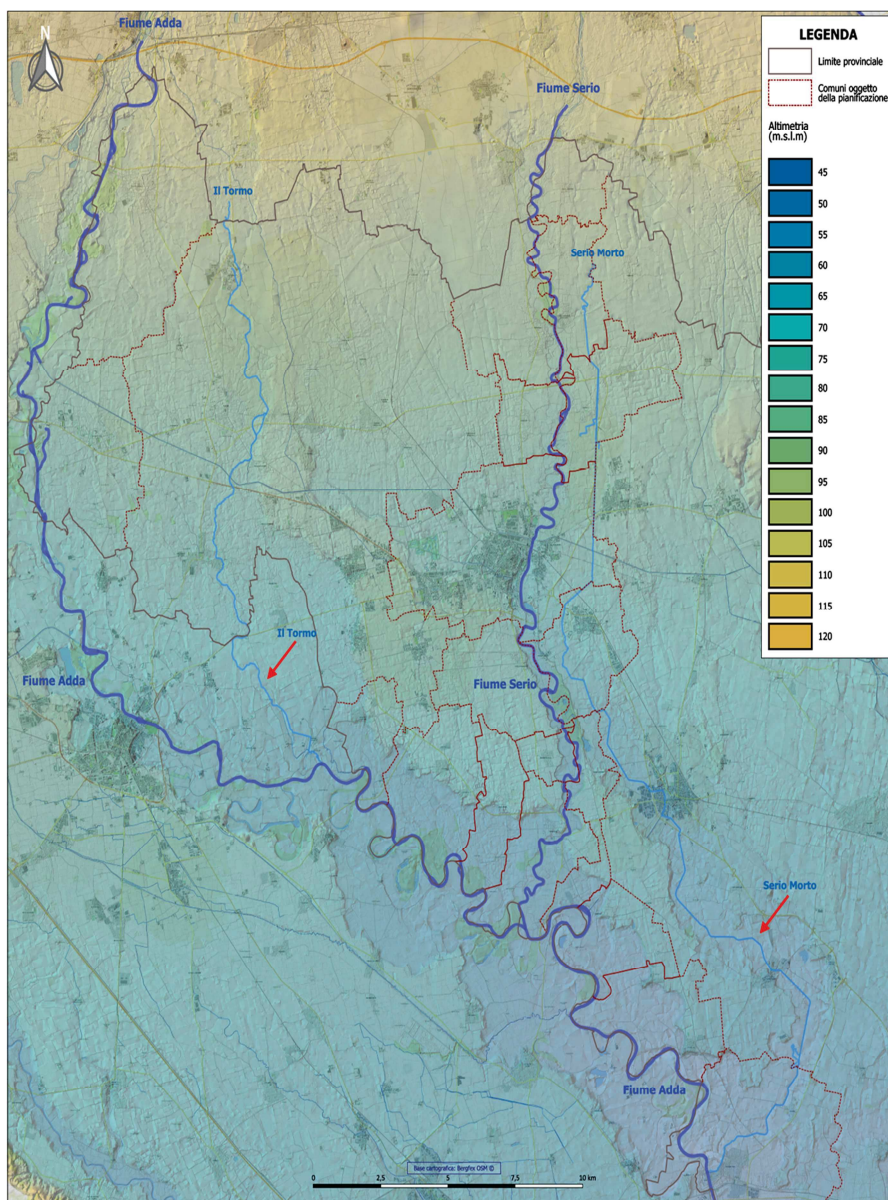 Fiume Adda
N
Fiume Serio
Il Tormo
Serio Morto
Il Tormo
Fiume Adda
Fiume Serio
Serio Morto
Fiume Adda
LEGENDA
Limite provinciale
Comuni oggetto
della pianificazione
Altimetria
(m.s.l.m)
45
50
55
60
65
70
75
80
85
90
95
100
105
110
115
120
Base cartografica: Bergfex OSM ©
0
2,5
5
7,5
10 km